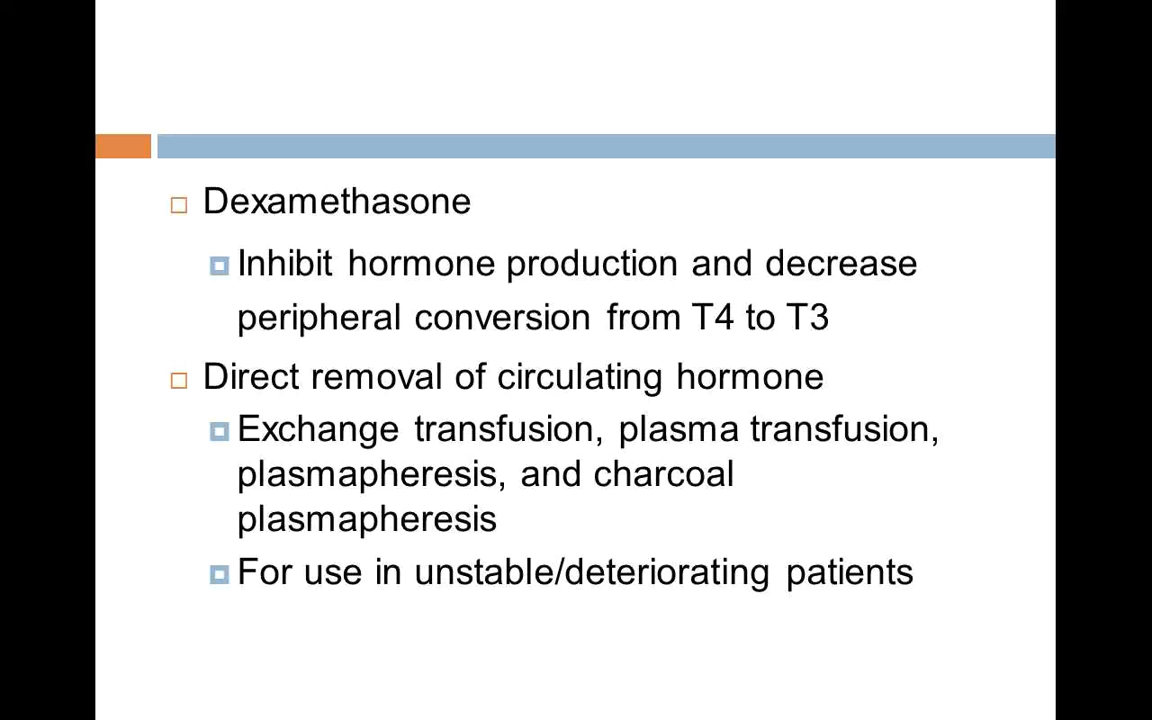 Dexamethasone
Inhibit hormone production and decrease
peripheral conversion from T4 to T3
Direct removal of circulating hormone
Exchange transfusion, plasma transfusion,
plasmapheresis, and charcoal
plasmapheresis
For use in unstable/deteriorating patients